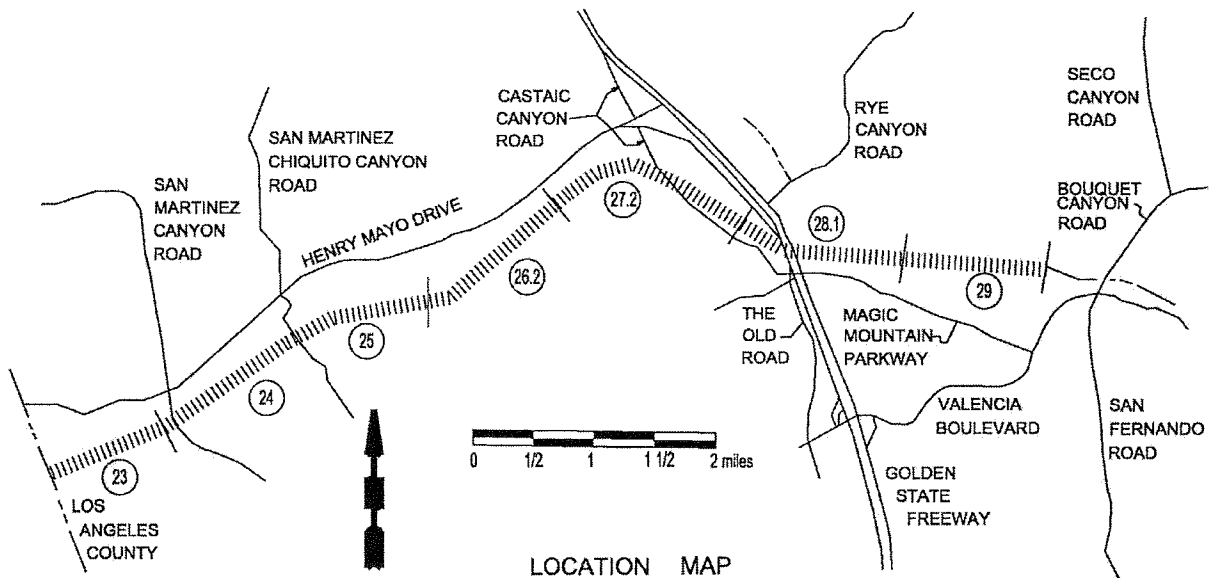 SECO
CANYON
ROAD
CASTAIC
CANYON
ROAD
RYE
CANYON
ROAD
SAN MARTINEZ
CHIQUITO CANYON
ROAD
SAN
MARTINEZ
CANYON
ROAD
BOUQUET
CANYON
ROAD
HENRY MAYO DRIVE
27.2
28.1
26.2
29
25
24
23
THE
OLD
ROAD
MAGIC
MOUNTAIN
PARKWAY
VALENCIA
BOULEVARD
SAN
FERNANDO
ROAD
0 1/2 1 1 1/2 2 miles
GOLDEN
STATE
FREEWAY
LOS
ANGELES
COUNTY
LOCATION MAP